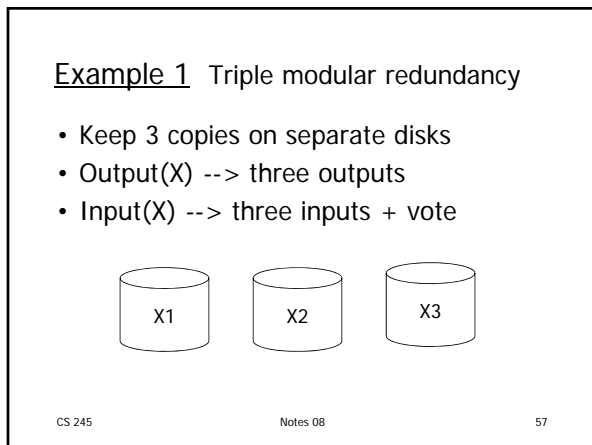 Example 1 Triple modular redundancy
• Keep 3 copies on separate disks
• Output(X) --> three outputs
• Input(X) --> three inputs + vote
X1 X2 X3
CS 245 Notes 08 57